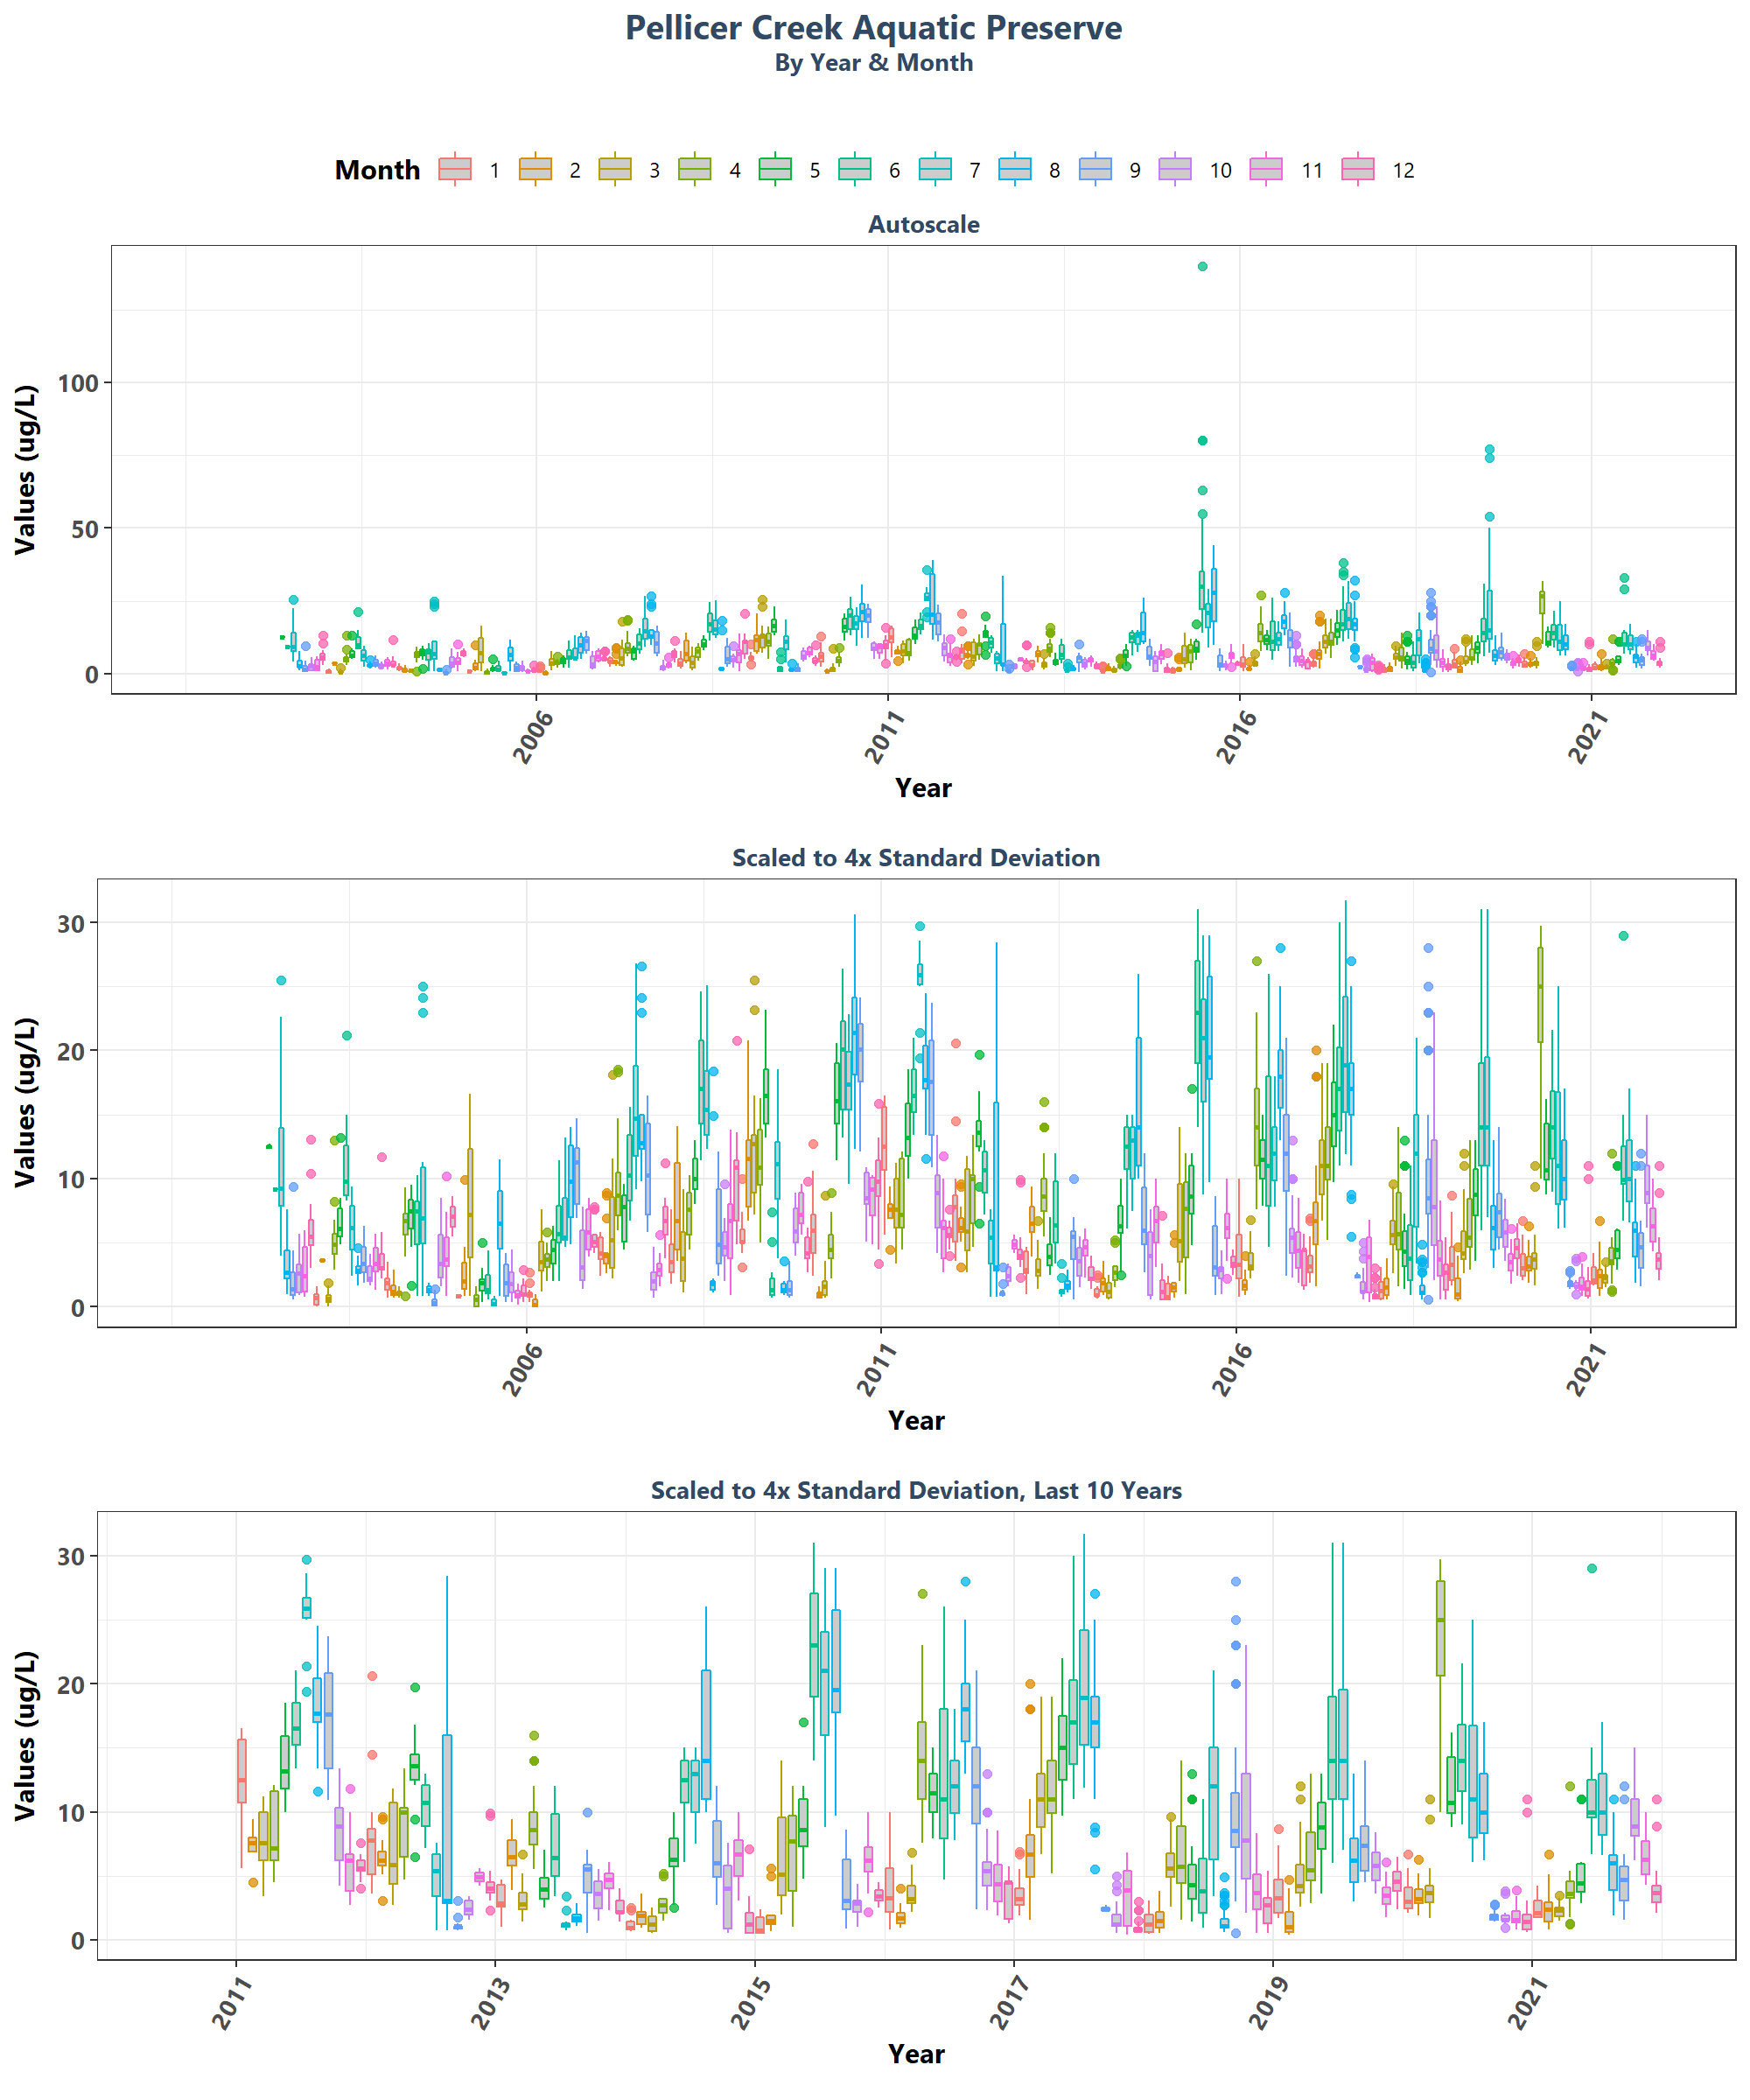 Pellicer Creek Aquatic Preserve
By Year & Month
Month 1 2 3 4 5 6 7 8 9 10 11 12
Autoscale
Values (ug/L)
100
50
0
2006 2011 2016 2021
Year
Scaled to 4x Standard Deviation
Values (ug/L)
30
20
10
0
2006 2011 2016 2021
Year
Scaled to 4x Standard Deviation, Last 10 Years
Values (ug/L)
30
20
10
0
2011 2013 2015 2017 2019 2021
Year